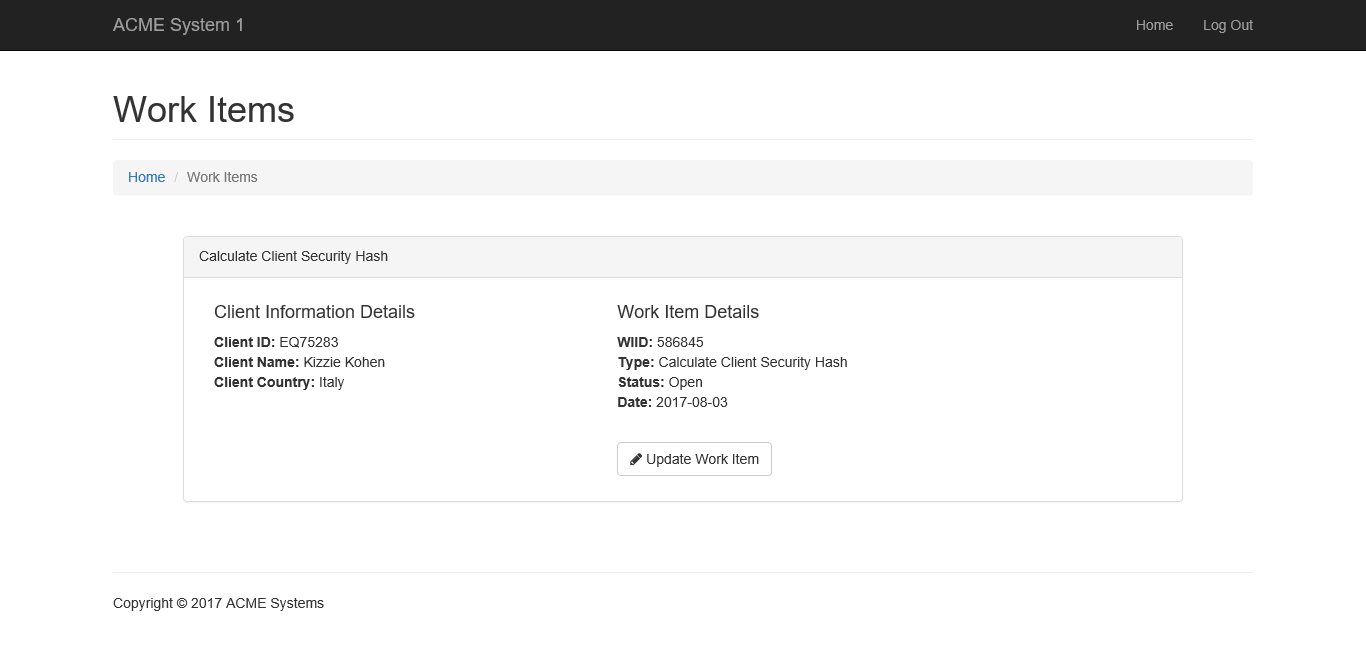 ACME System 1 Home Log Out
Work Items
Home / Work Items
Calculate Client Security Hash
Client Information Details
Client ID: EQ75283
Client Name: Kizzie Kohen
Client Country: Italy
Work Item Details
WIID: 586845
Type: Calculate Client Security Hash
Status: Open
Date: 2017-08-03
Update Work Item
Copyright © 2017 ACME Systems